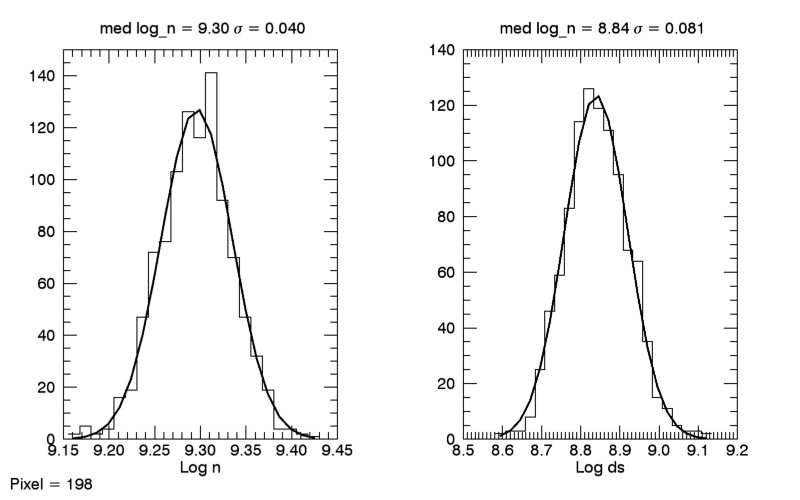 med log_n = 9.30 σ = 0.040
140
120
100
80
60
40
20
0
9.15 9.20 9.25 9.30 9.35 9.40 9.45
Log n
med log_n = 8.84 σ = 0.081
140
120
100
80
60
40
20
0
8.5 8.6 8.7 8.8 8.9 9.0 9.1 9.2
Log ds
Pixel = 198